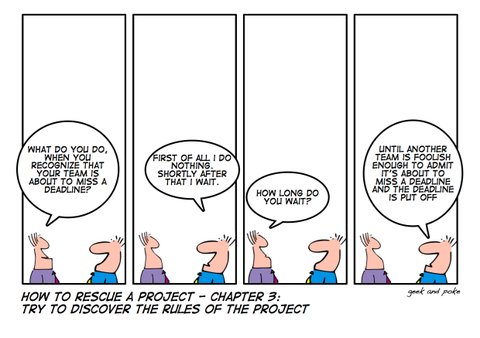 WHAT DO YOU DO,
WHEN YOU
RECOGNIZE THAT
YOUR TEAM IS
ABOUT TO MISS A
DEADLINE?
FIRST OF ALL I DO
NOTHING.
SHORTLY AFTER
THAT I WAIT.
HOW LONG DO
YOU WAIT?
UNTIL ANOTHER
TEAM IS FOOLISH
ENOUGH TO ADMIT
IT'S ABOUT TO
MISS A DEADLINE
AND THE DEADLINE
IS PUT OFF
geek and poke
HOW TO RESCUE A PROJECT - CHAPTER 3:
TRY TO DISCOVER THE RULES OF THE PROJECT